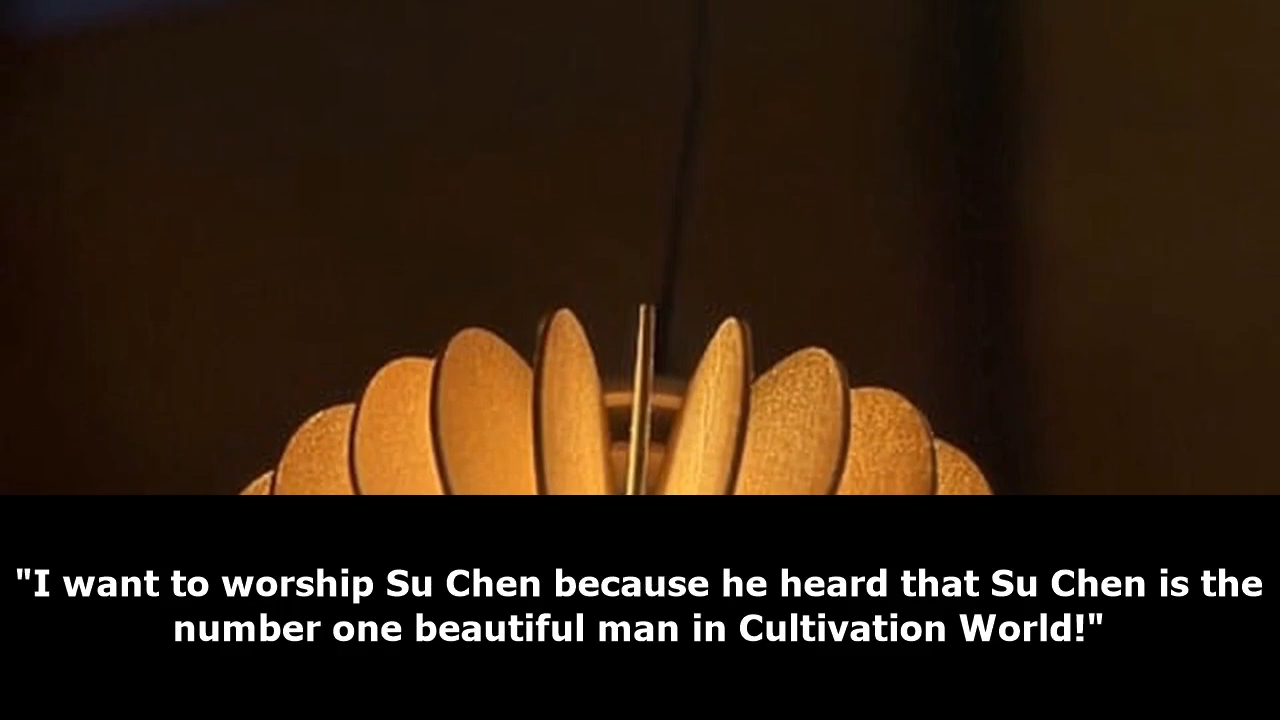 "I want to worship Su Chen because he heard that Su Chen is the
number one beautiful man in Cultivation World!"